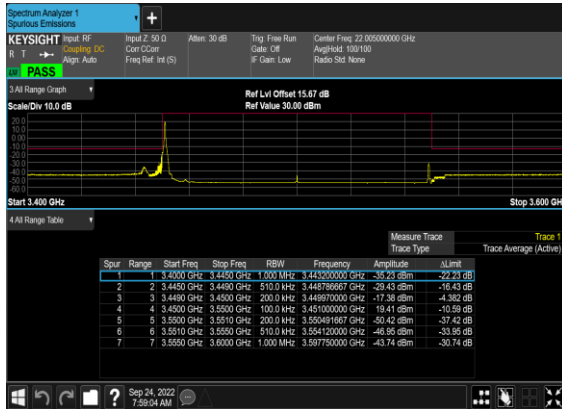 Spectrum Analyzer 1
Spurious Emissions
+
KEYSIGHT Input: RF Input Z: 50 Ω Atten: 30 dB Trig: Free Run Center Freq: 22.005000000 GHz
R T Coupling: DC Corr CCorr Gate: Off Avg|Hold: 100/100
Align: Auto Freq Ref: Int (S) IF Gain: Low Radio Std: None
LW PASS
3 All Range Graph
Ref Lvl Offset 15.67 dB
Scale/Div 10.0 dB Ref Value 30.00 dBm
20.0
10.0
0.00
-10.0
-20.0
-30.0
-40.0
-50.0
-60.0
Start 3.400 GHz Stop 3.600 GH
4 All Range Table
Measure Trace Trace 1
Trace Type Trace Average (Active)
Spur Range Start Freq Stop Freq RBW Frequency Amplitude ΔLimit
1 1 3.4000 GHz 3.4450 GHz 1.000 MHz 3.443200000 GHz -35.23 dBm -22.23 dB
2 2 3.4450 GHz 3.4490 GHz 510.0 kHz 3.448786667 GHz -29.43 dBm -16.43 dB
3 3 3.4490 GHz 3.4500 GHz 200.0 kHz 3.449970000 GHz -17.38 dBm -4.382 dB
4 4 3.4500 GHz 3.5500 GHz 100.0 kHz 3.451000000 GHz 19.41 dBm -10.59 dB
5 5 3.5500 GHz 3.5510 GHz 200.0 kHz 3.550491667 GHz -50.42 dBm -37.42 dB
6 6 3.5510 GHz 3.5550 GHz 510.0 kHz 3.554120000 GHz -46.95 dBm -33.95 dB
7 7 3.5550 GHz 3.6000 GHz 1.000 MHz 3.597750000 GHz -43.74 dBm -30.74 dB
? Sep 24, 2022
7:59:04 AM